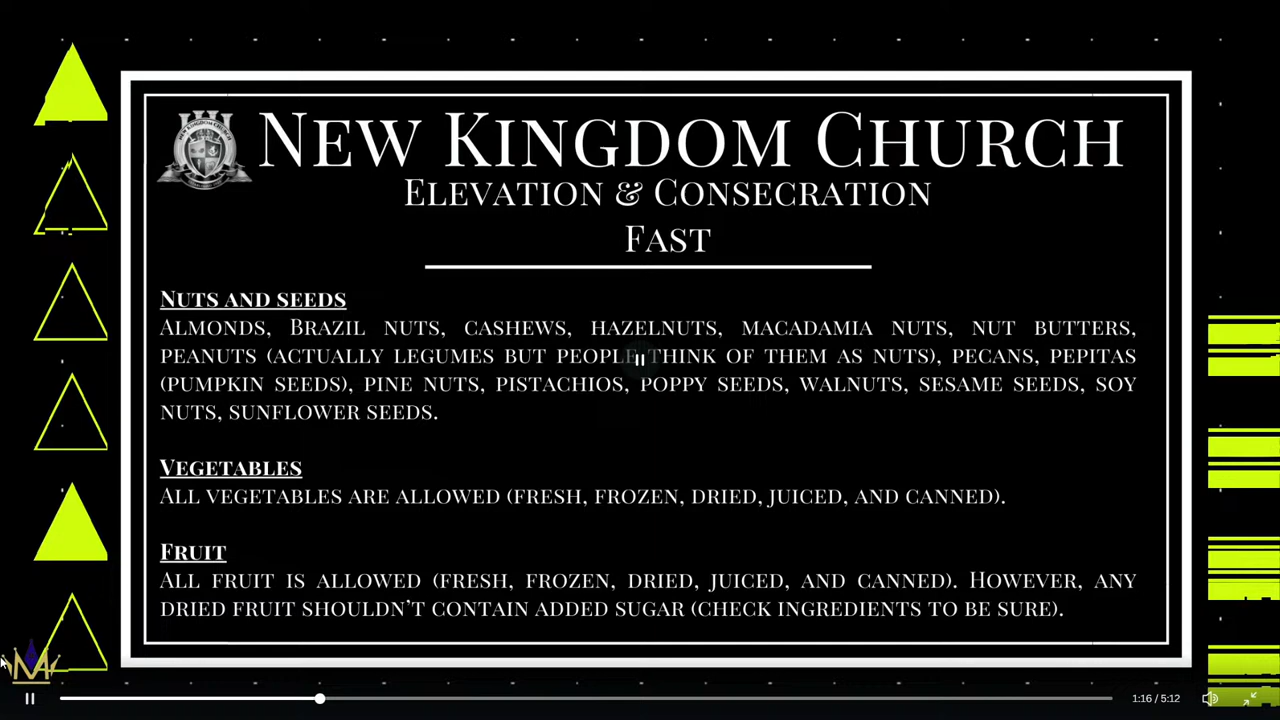 New Kingdom Church
Elevation & Consecration
Fast
Nuts and seeds
Almonds, Brazil nuts, cashews, hazelnuts, macadamia nuts, nut butters,
peanuts (actually legumes but people think of them as nuts), pecans, pepitas
(pumpkin seeds), pine nuts, pistachios, poppy seeds, walnuts, sesame seeds, soy
nuts, sunflower seeds.
Vegetables
All vegetables are allowed (fresh, frozen, dried, juiced, and canned).
Fruit
All fruit is allowed (fresh, frozen, dried, juiced, and canned). However, any
dried fruit shouldn't contain added sugar (check ingredients to be sure).
M
1:16 / 5:12